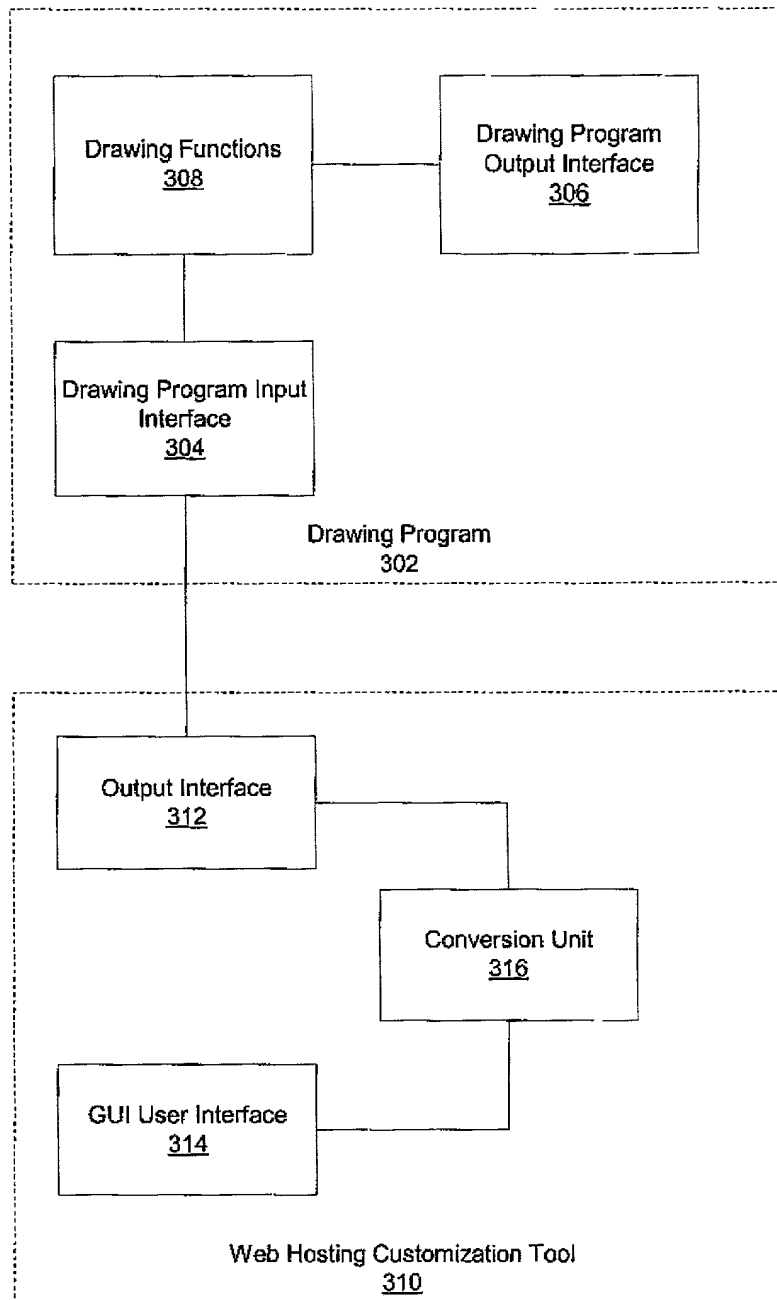 Drawing Functions
308
Drawing Program
Output Interface
306
Drawing Program Input
Interface
304
Drawing Program
302
Output Interface
312
Conversion Unit
316
GUI User Interface
314
Web Hosting Customization Tool
310